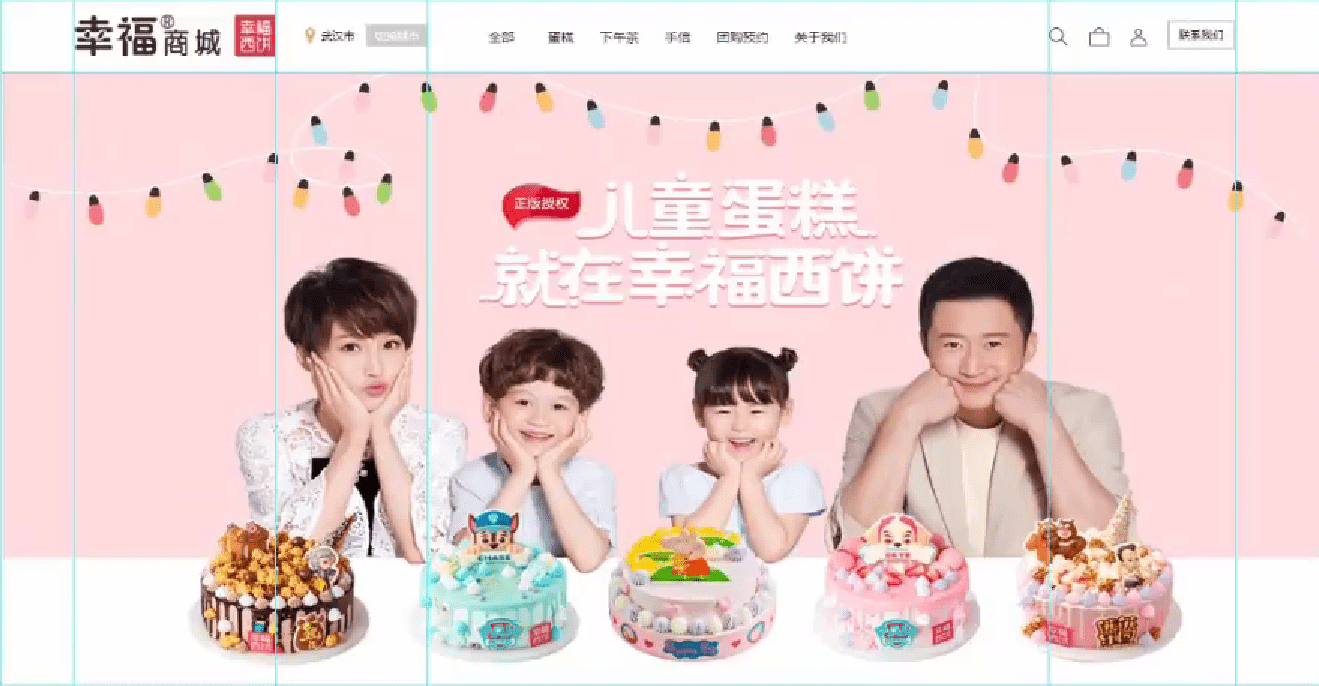 幸福®商城
幸福
西饼
武汉市
全部 蛋糕 下午茶 手信 团购预约 关于我们
联系我们
正版授权
儿童蛋糕
就在幸福西饼
CHASE